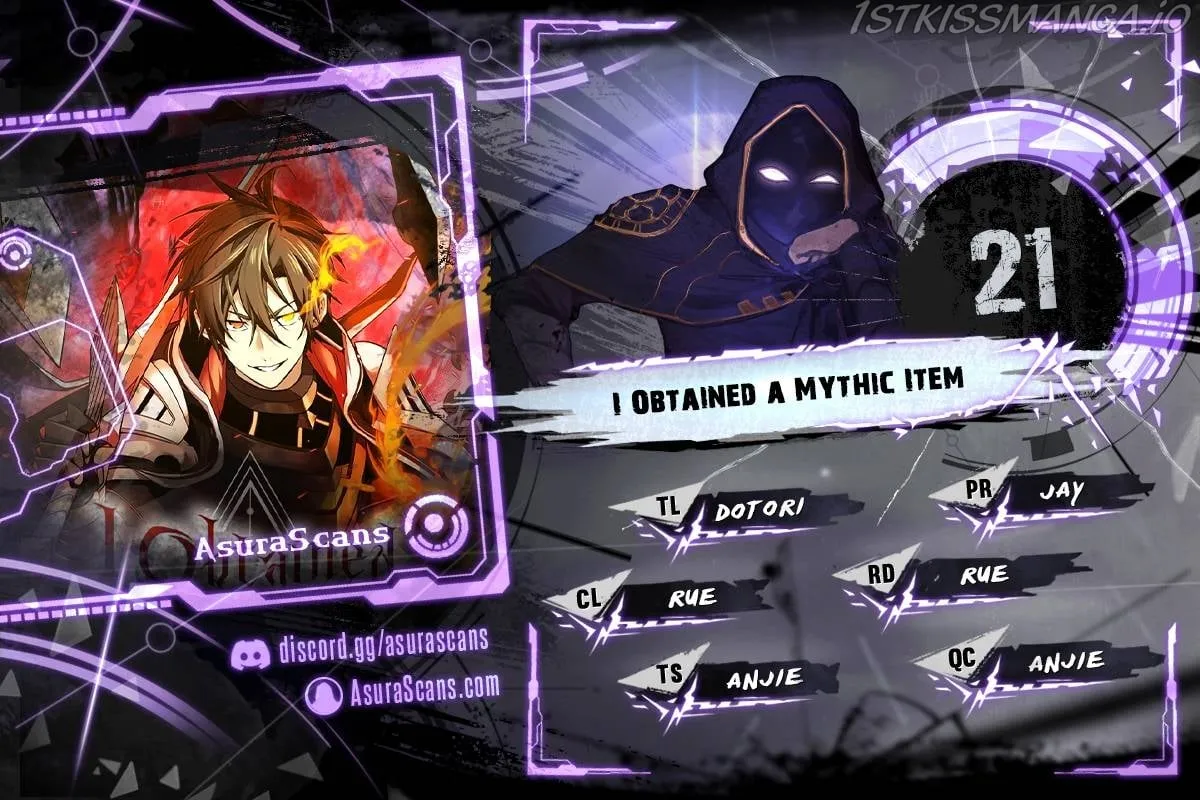 1STKISSMANGA.IO
21
I OBTAINED A MYTHIC ITEM
TL DOTORI
PR JAY
CL RUE
RD RUE
TS ANJIE
QC ANJIE
I Obtained
AsuraScans
discord.gg/asurascans
AsuraScans.com